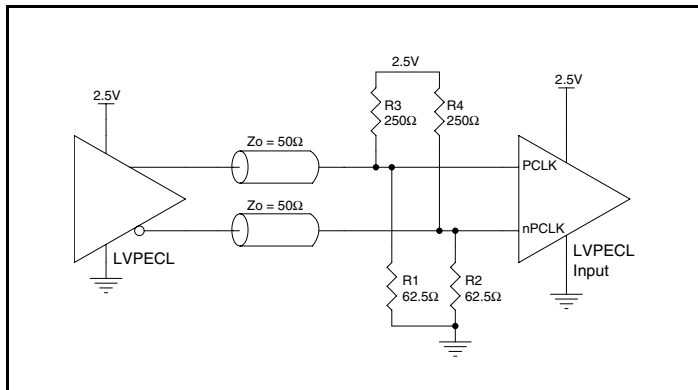 2.5V
2.5V
2.5V
R3
250Ω
R4
250Ω
Zo = 50Ω
PCLK
Zo = 50Ω
nPCLK
LVPECL
LVPECL
Input
R1
62.5Ω
R2
62.5Ω